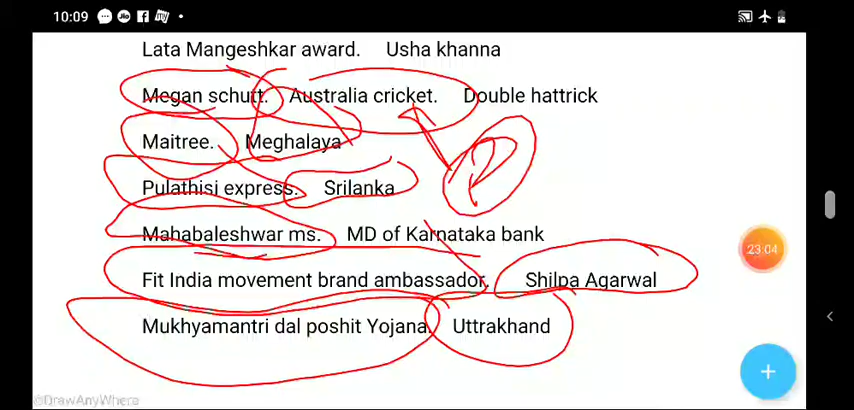 10:09
Lata Mangeshkar award. Usha khanna
Megan schutt. Australia cricket. Double hattrick
Maitree. Meghalaya
Pulathisi express. Srilanka
Mahabaleshwar ms. MD of Karnataka bank
23:04
Fit India movement brand ambassador. Shilpa Agarwal
Mukhyamantri dal poshit Yojana. Uttrakhand
@DrawAnyWhere